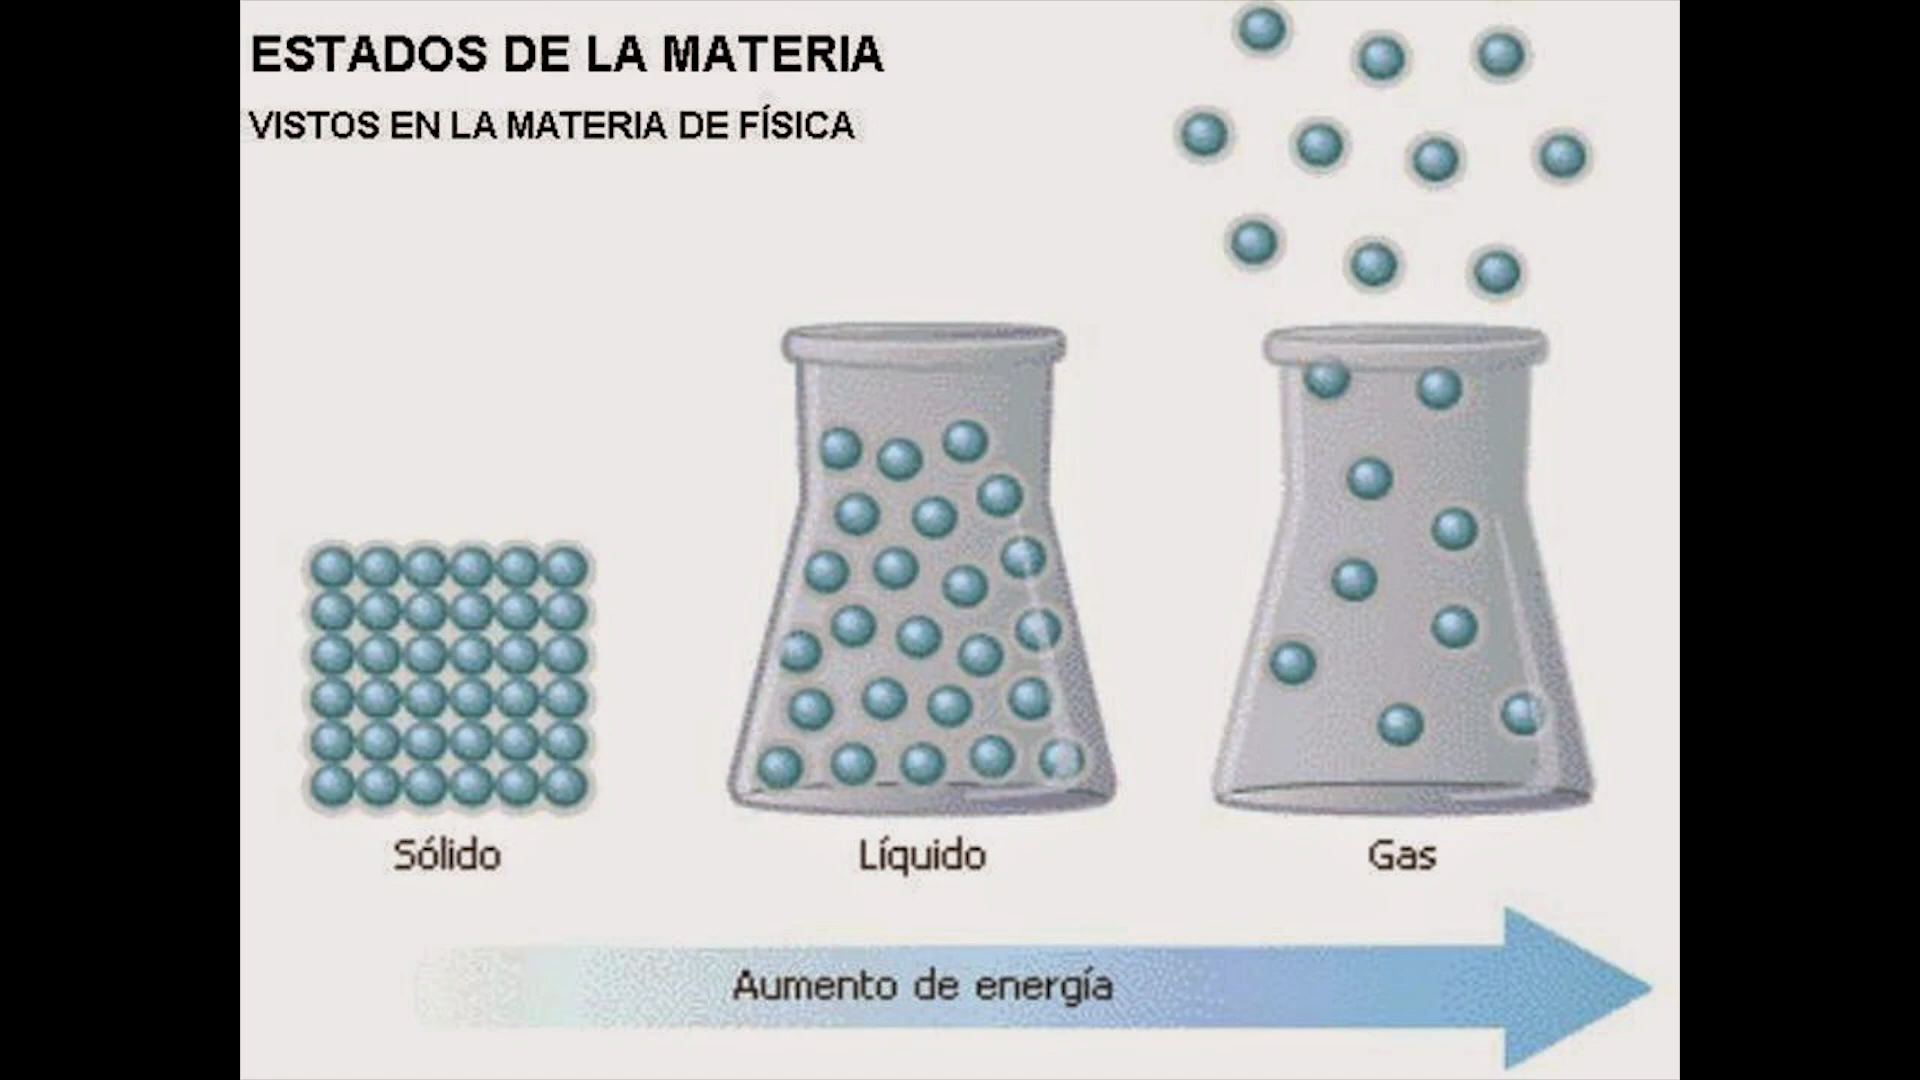 ESTADOS DE LA MATERIA
VISTOS EN LA MATERIA DE FÍSICA
Sólido
Líquido
Gas
Aumento de energía